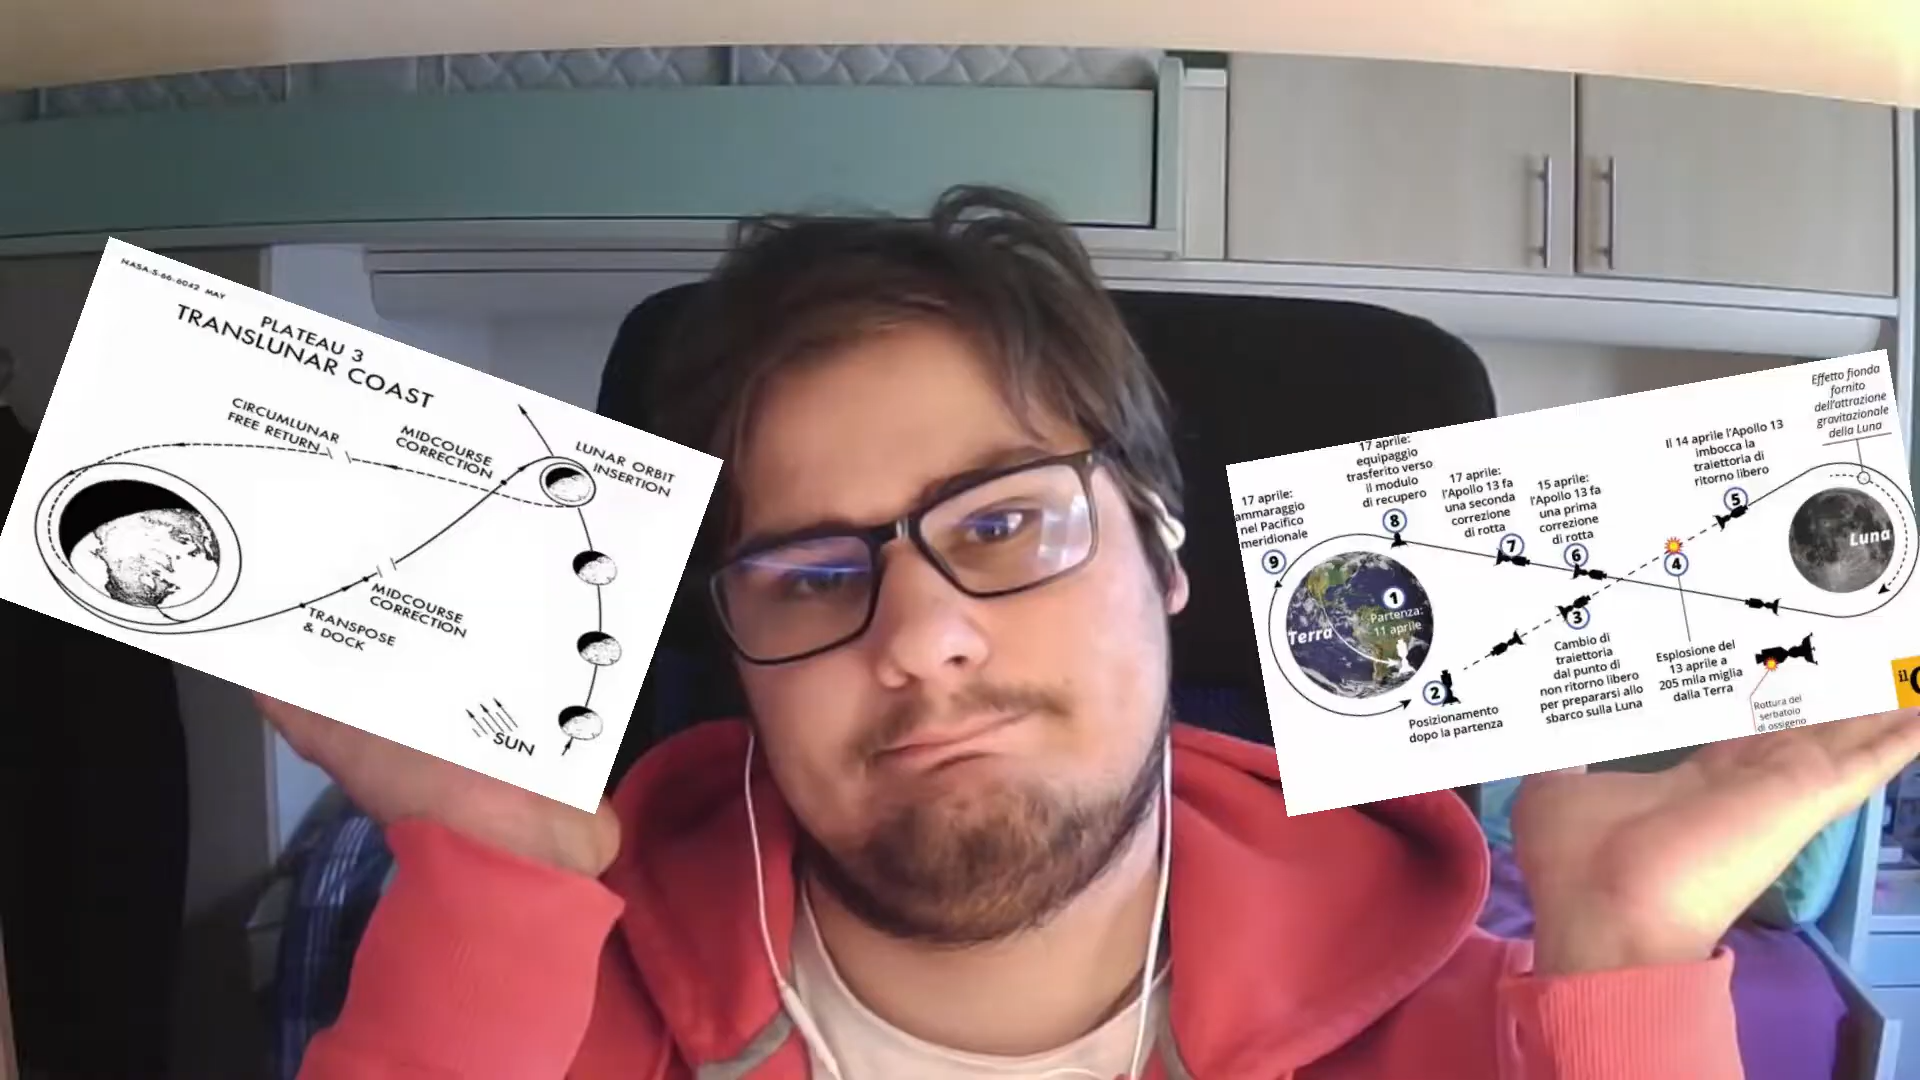 NASA-S-66-6042 MAY
PLATEAU 3
TRANSLUNAR COAST
CIRCUMLUNAR
FREE RETURN
MIDCOURSE
CORRECTION
LUNAR ORBIT
INSERTION
MIDCOURSE
CORRECTION
TRANSPOSE
& DOCK
SUN
17 aprile:
ammaraggio
nel Pacifico
meridionale
9
17 aprile:
equipaggio
trasferito verso
il modulo
di recupero
8
17 aprile:
l'Apollo 13 fa
una seconda
correzione
di rotta
7
15 aprile:
l'Apollo 13 fa
una prima
correzione
di rotta
6
Il 14 aprile l'Apollo 13
imbocca la
traiettoria di
ritorno libero
5
Effetto fionda
fornito
dell'attrazione
gravitazionale
della Luna
Luna
Terra
1
Partenza:
11 aprile
2
Posizionamento
dopo la partenza
3
Cambio di
traiettoria
dal punto di
non ritorno libero
per prepararsi allo
sbarco sulla Luna
4
Esplosione del
13 aprile a
205 mila miglia
dalla Terra
Rottura del
serbatoio
di ossigeno
il